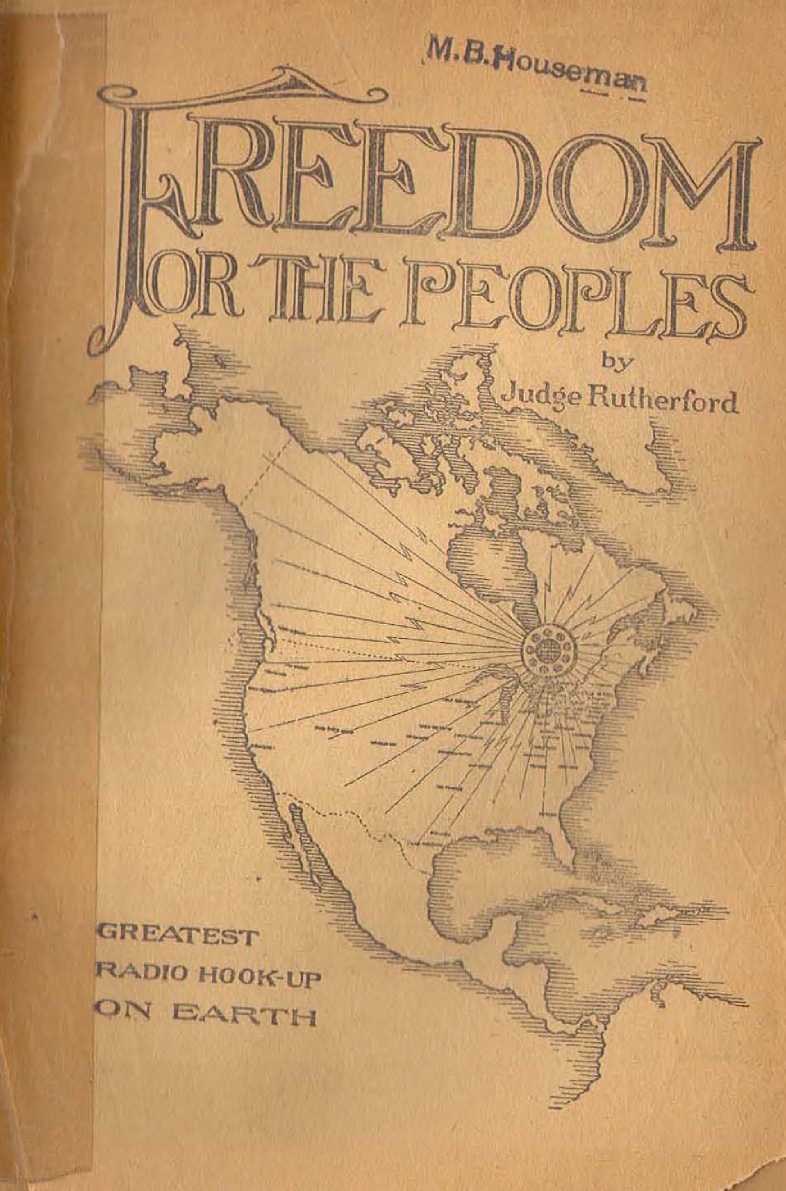 M.B.Houseman
FREEDOM
FOR THE PEOPLES
by
Judge Rutherford
GREATEST
RADIO HOOK-UP
ON EARTH